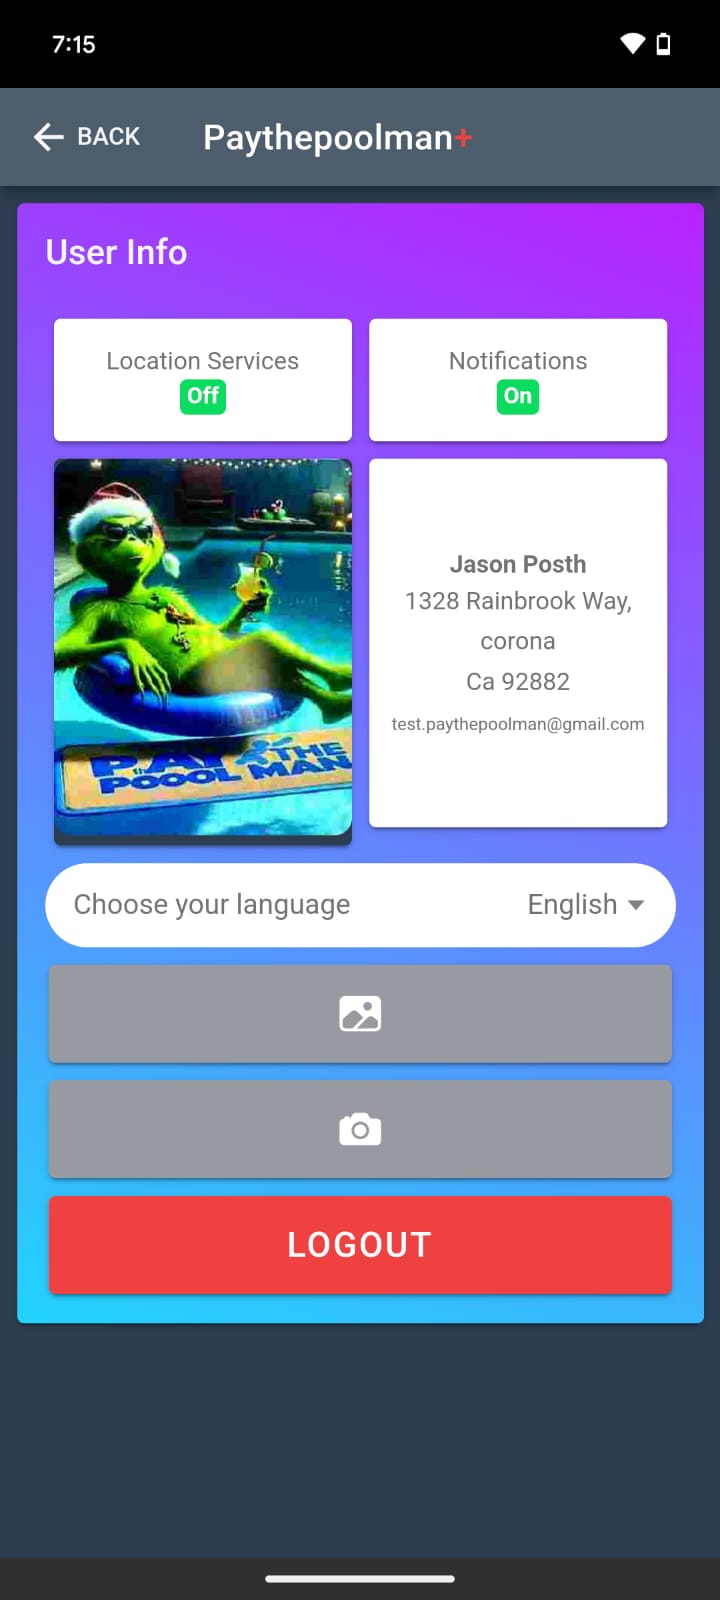 7:15
BACK
Paythepoolman+
User Info
Location Services
Off
Notifications
On
PAY THE
POOOL MAN
Jason Posth
1328 Rainbrook Way,
corona
Ca 92882
test.paythepoolman@gmail.com
Choose your language
English
LOGOUT